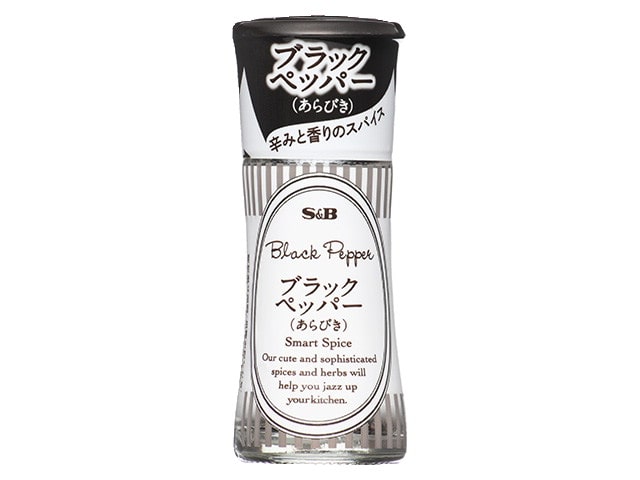 ブラック
ペッパー
(あらびき)
辛みと香りのスパイス
S&B
Black Pepper
ブラック
ペッパー
(あらびき)
Smart Spice
Our cute and sophisticated
spices and herbs will
help you jazz up
your kitchen.